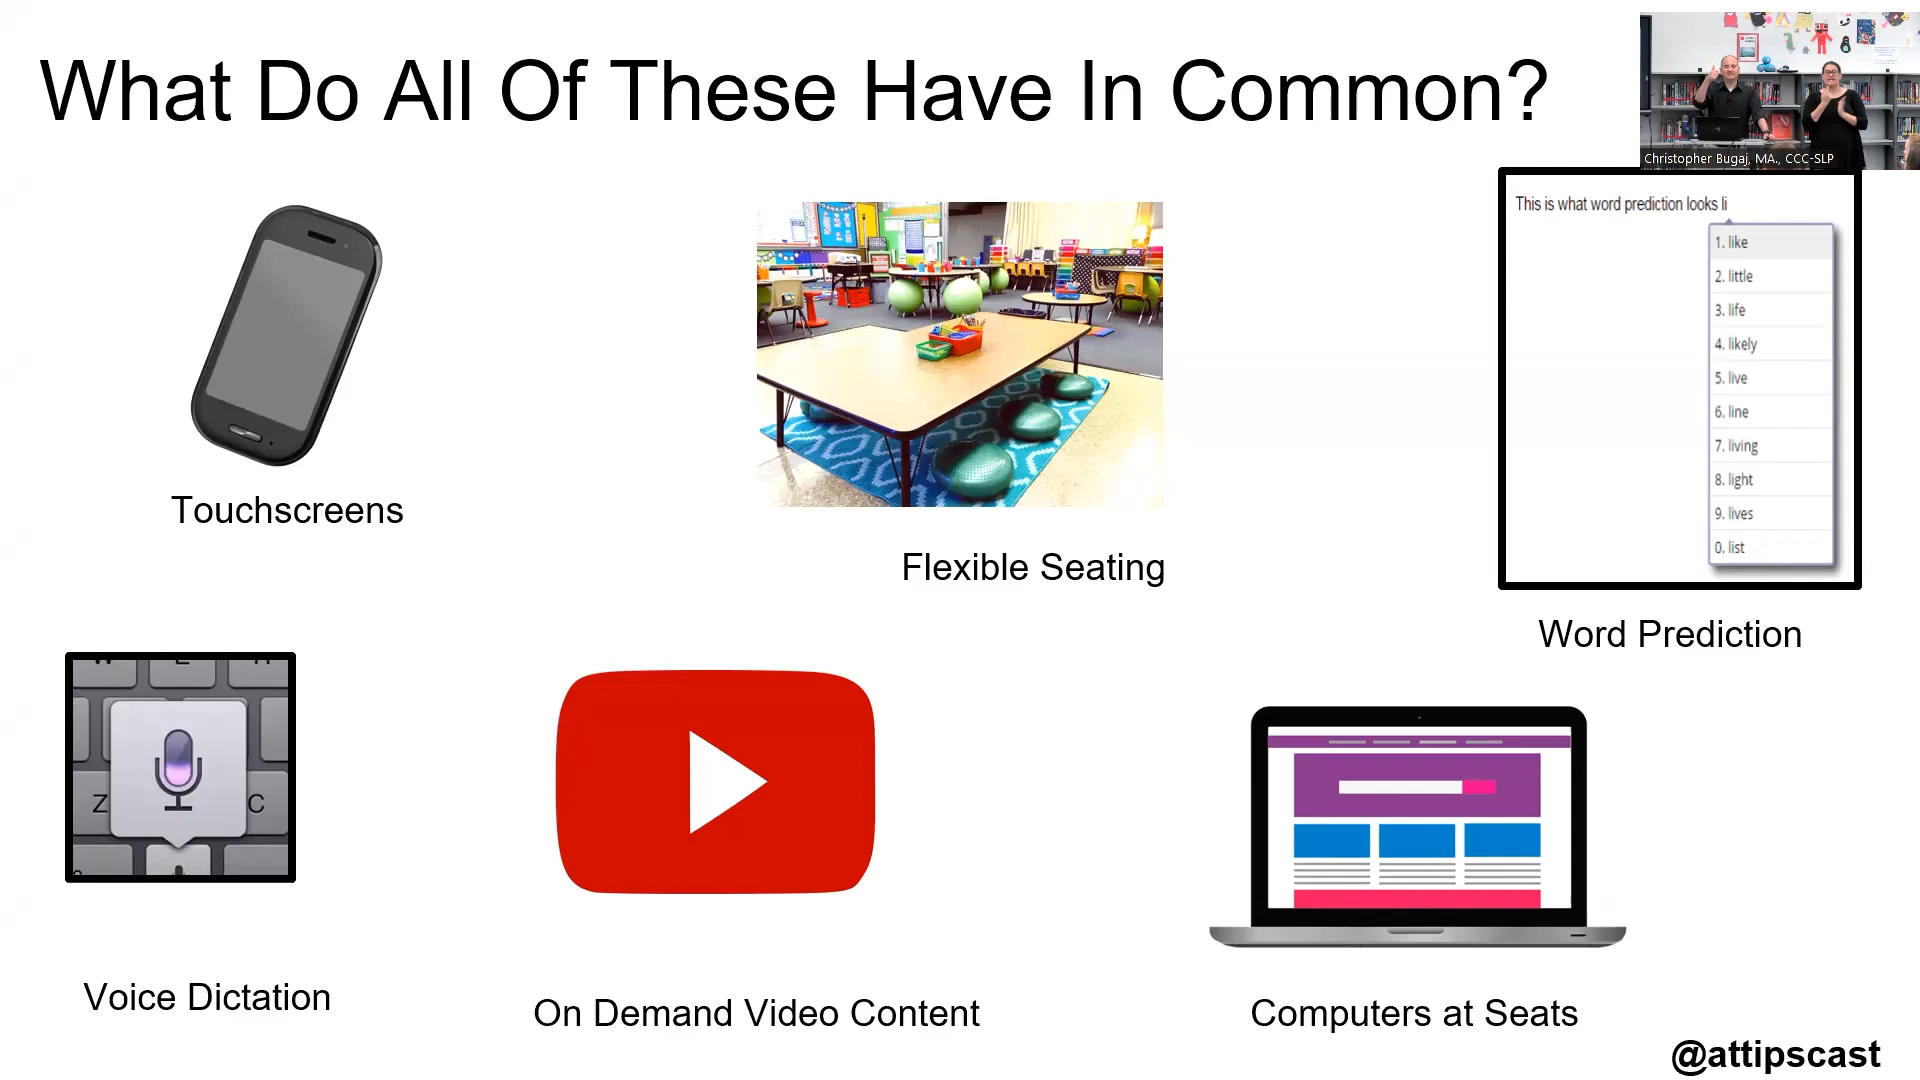 What Do All Of These Have In Common?
Christopher Bugaj, MA., CCC-SLP
This is what word prediction looks li
1. like
2. little
3. life
4. likely
5. live
6. line
7. living
8. light
9. lives
0. list
Touchscreens
Flexible Seating
Word Prediction
Z
C
Voice Dictation
On Demand Video Content
Computers at Seats
@attipscast